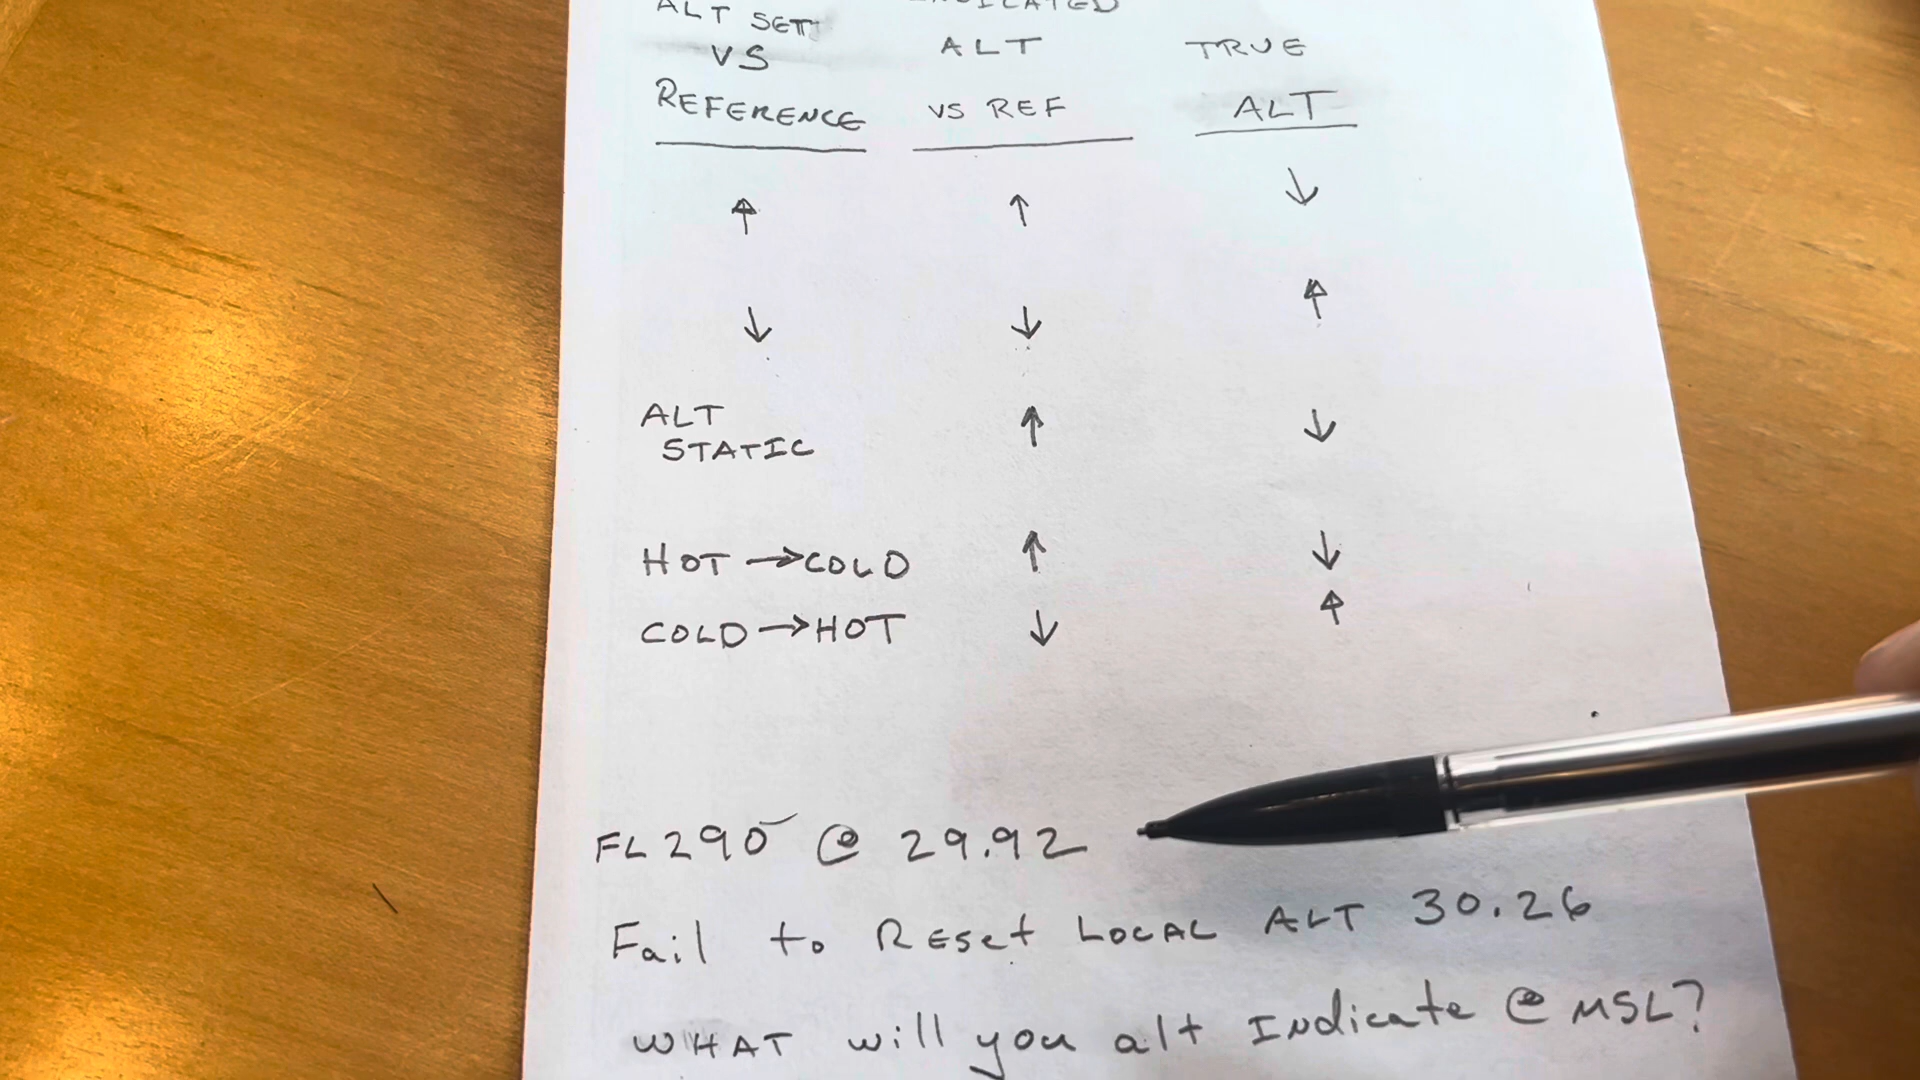 ALT SETT INDICATED
VS ALT TRUE
REFERENCE VS REF ALT
↑ ↑ ↓
↓ ↓ ↑
ALT
STATIC ↑ ↓
HOT →COLD ↑ ↓
COLD→HOT ↓ ↑
FL290 @ 29.92
Fail to Reset LOCAL ALT 30.26
WHAT will you alt Indicate @ MSL?